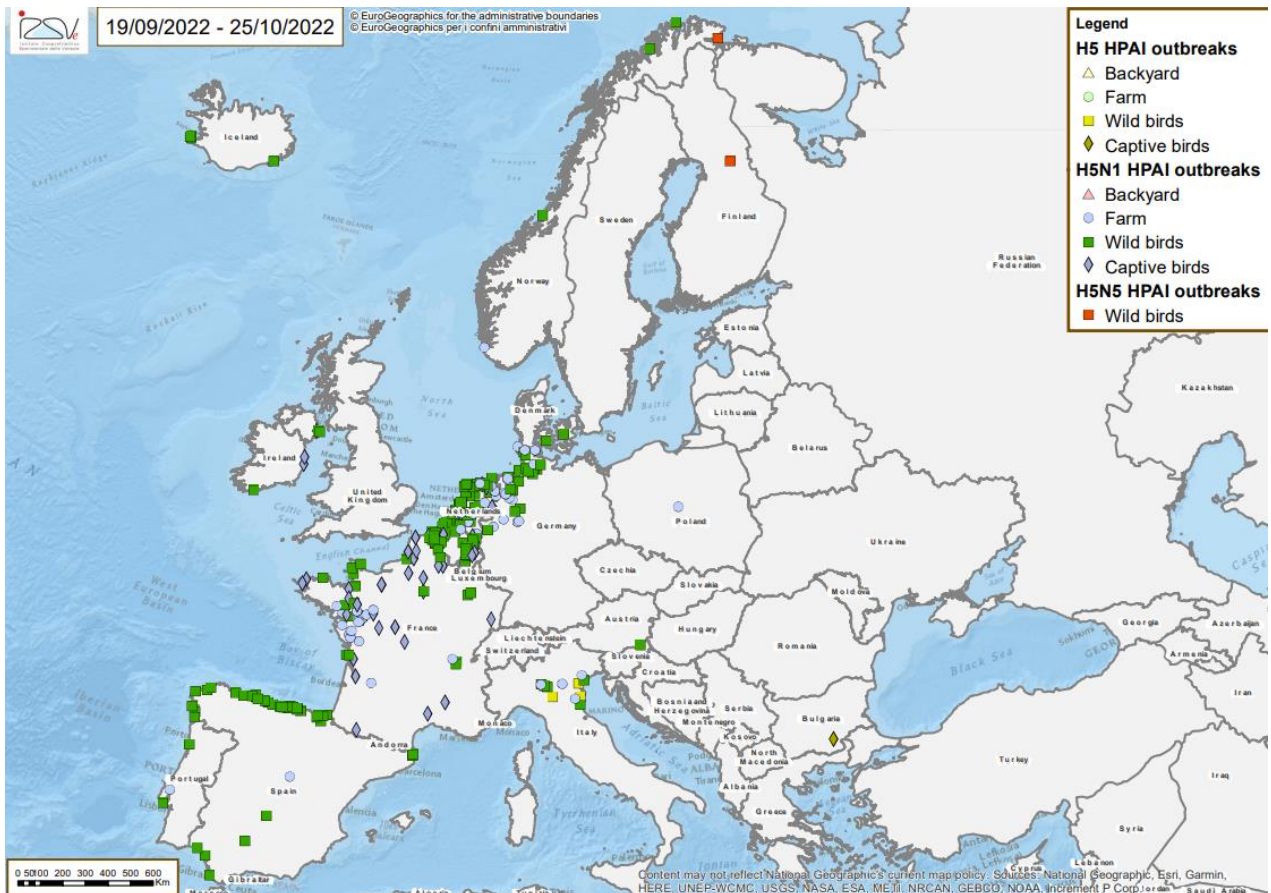 IZSVe
19/09/2022 - 25/10/2022
© EuroGeographics for the administrative boundaries
© EuroGeographics per i confini amministrativi
Legend
H5 HPAI outbreaks
Backyard
Farm
Wild birds
Captive birds
H5N1 HPAI outbreaks
Backyard
Farm
Wild birds
Captive birds
H5N5 HPAI outbreaks
Wild birds
Iceland
Norwegian
Sweden
Finland
Russian
Federation
Norway
Estonia
Latvia
Lithuania
Kazakhstan
North
Sea
Baltic
Sea
Denmark
Belarus
Ireland
United
Kingdom
Celtic
Sea
Netherlands
Germany
Poland
Ukraine
English Channel
Belgium
Luxembourg
Czechia
Slovakia
Moldova
West
European
Basin
France
Austria
Hungary
Liechtenstein
Switzerland
Slovenia
Croatia
Romania
Georgia
Azerbaijan
Armenia
Black Sea
Bay of
Biscay
Bosnia and
Herzegovina
Serbia
Montenegro
Kosovo
Bulgaria
Monaco
Italy
Andorra
North
Macedonia
Albania
Iran
Iberian
Basin
Portugal
Spain
Barcelona
Adriatic
Sea
Turkey
Iraq
Greece
Tyrrhenian
Sea
Syria
Lebanon
Gibraltar
0 50 100 200 300 400 500 600
Km
Content may not reflect National Geographic's current map policy. Sources: National Geographic, Esri, Garmin,
HERE, UNEP-WCMC, USGS, NASA, ESA, METI, NRCAN, GEBCO, NOAA, increment P Corp.